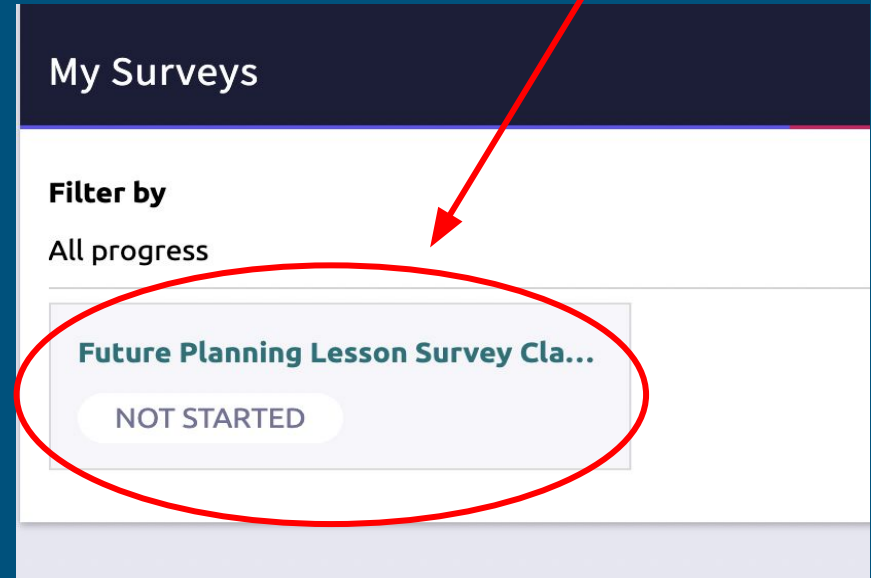 My Surveys
Filter by
All progress
Future Planning Lesson Survey Cla...
NOT STARTED